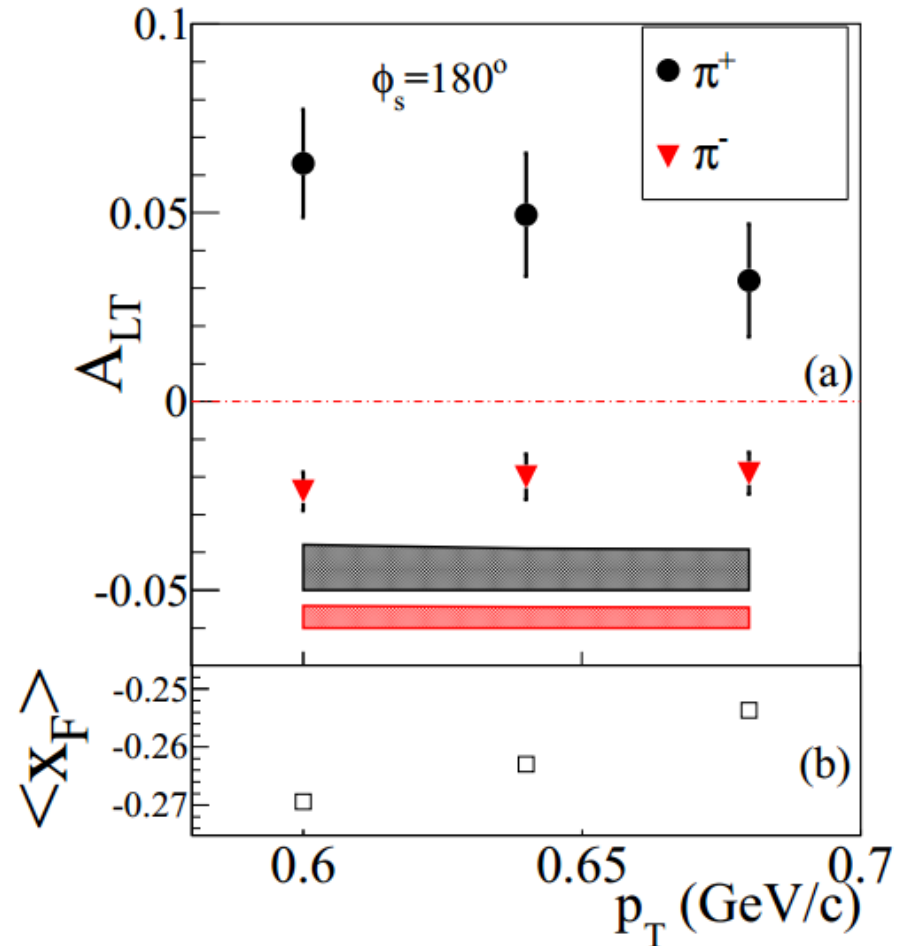 0.1
ϕs=180º
π+
π-
0.05
ALT
(a)
0
-0.05
-0.25
<xF>
-0.26
(b)
-0.27
0.6
0.65
0.7
pT (GeV/c)